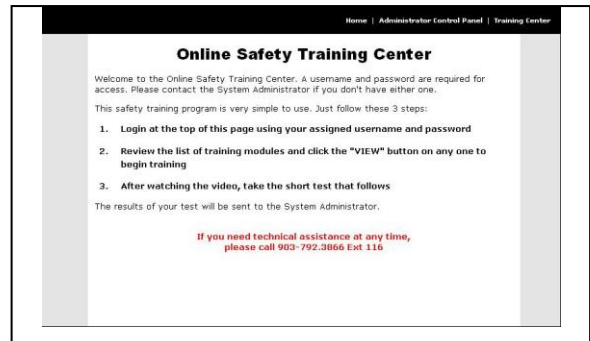 Home | Administrator Control Panel | Training Center
Online Safety Training Center
Welcome to the Online Safety Training Center. A username and password are required for
access. Please contact the System Administrator if you don't have either one.
This safety training program is very simple to use. Just follow these 3 steps:
1. Login at the top of this page using your assigned username and password
2. Review the list of training modules and click the "VIEW" button on any one to
begin training
3. After watching the video, take the short test that follows
The results of your test will be sent to the System Administrator.
If you need technical assistance at any time,
please call 903-792.3866 Ext 116